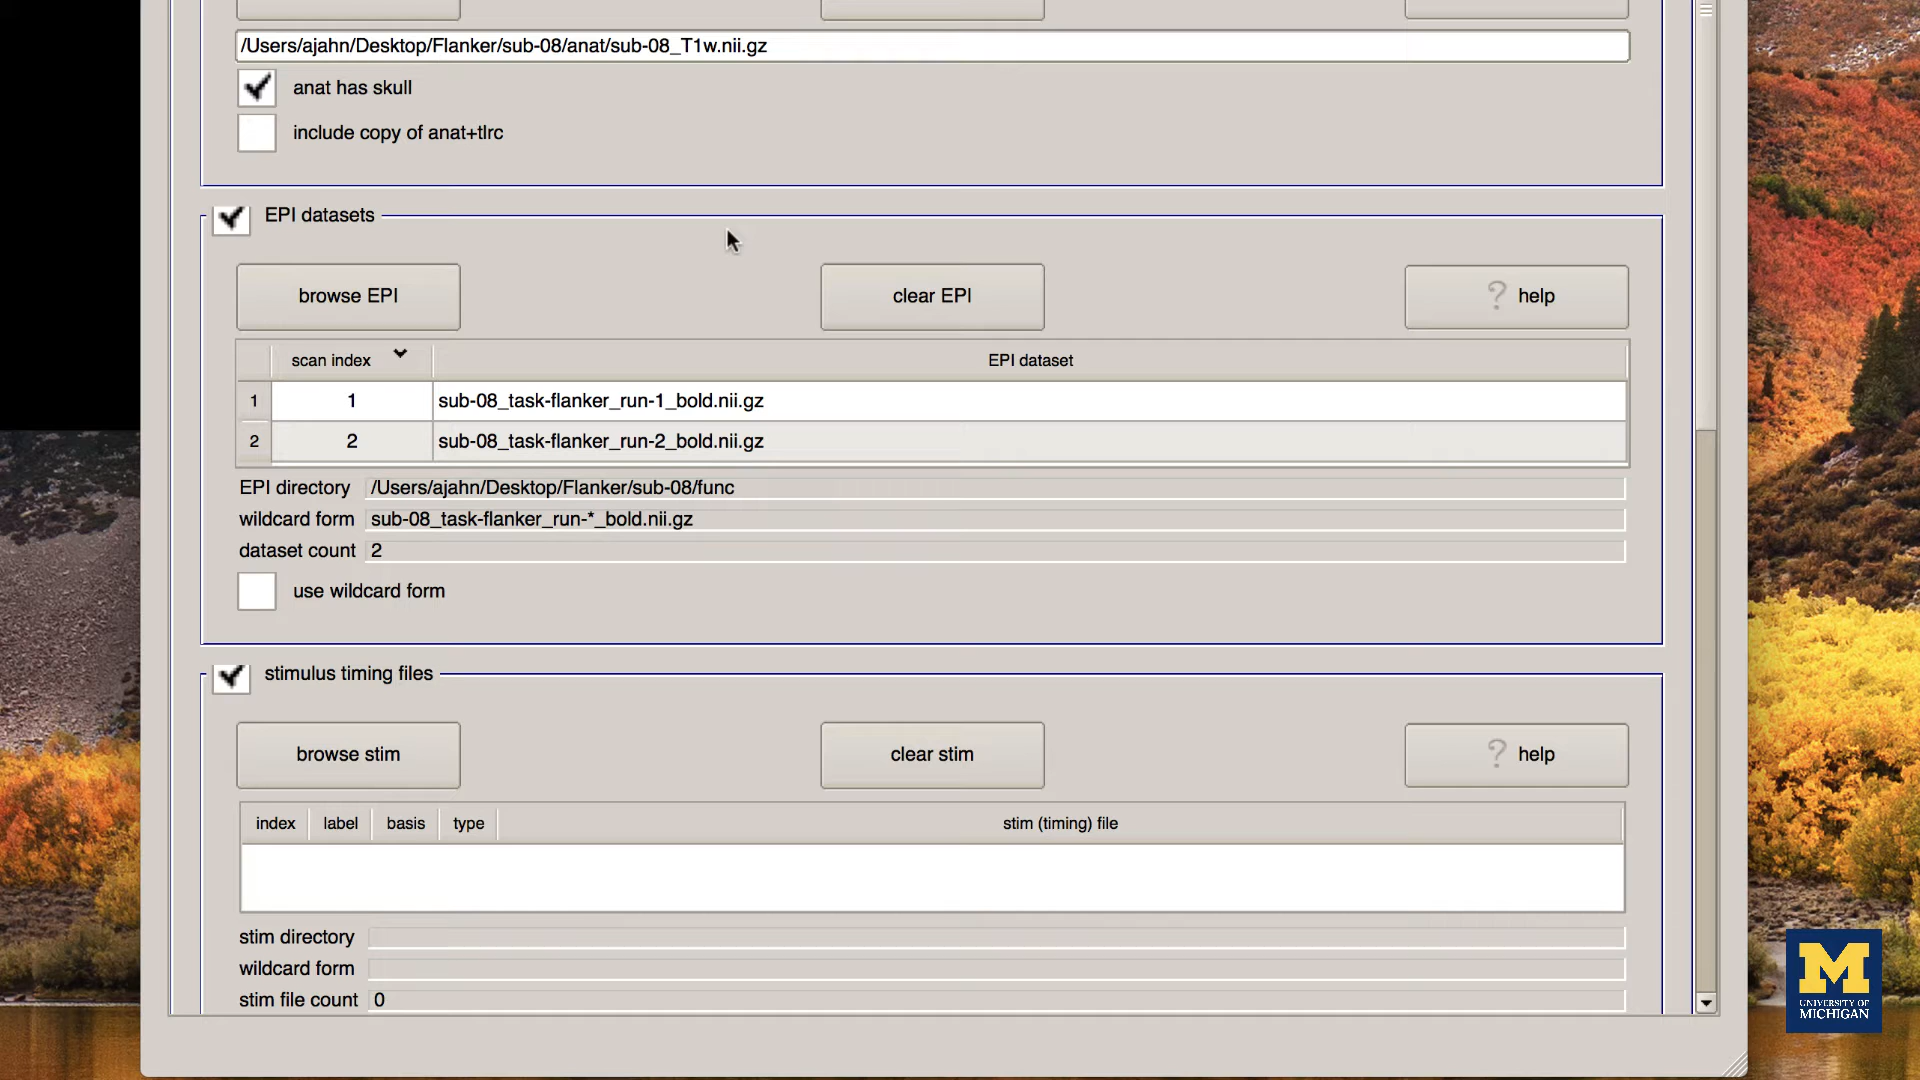 /Users/ajahn/Desktop/Flanker/sub-08/anat/sub-08_T1w.nii.gz
anat has skull
include copy of anat+tlrc
EPI datasets
browse EPI clear EPI ? help
scan index EPI dataset
1 1 sub-08_task-flanker_run-1_bold.nii.gz
2 2 sub-08_task-flanker_run-2_bold.nii.gz
EPI directory /Users/ajahn/Desktop/Flanker/sub-08/func
wildcard form sub-08_task-flanker_run-*_bold.nii.gz
dataset count 2
use wildcard form
stimulus timing files
browse stim clear stim ? help
index label basis type stim (timing) file
stim directory
wildcard form
stim file count 0
M
UNIVERSITY OF
MICHIGAN